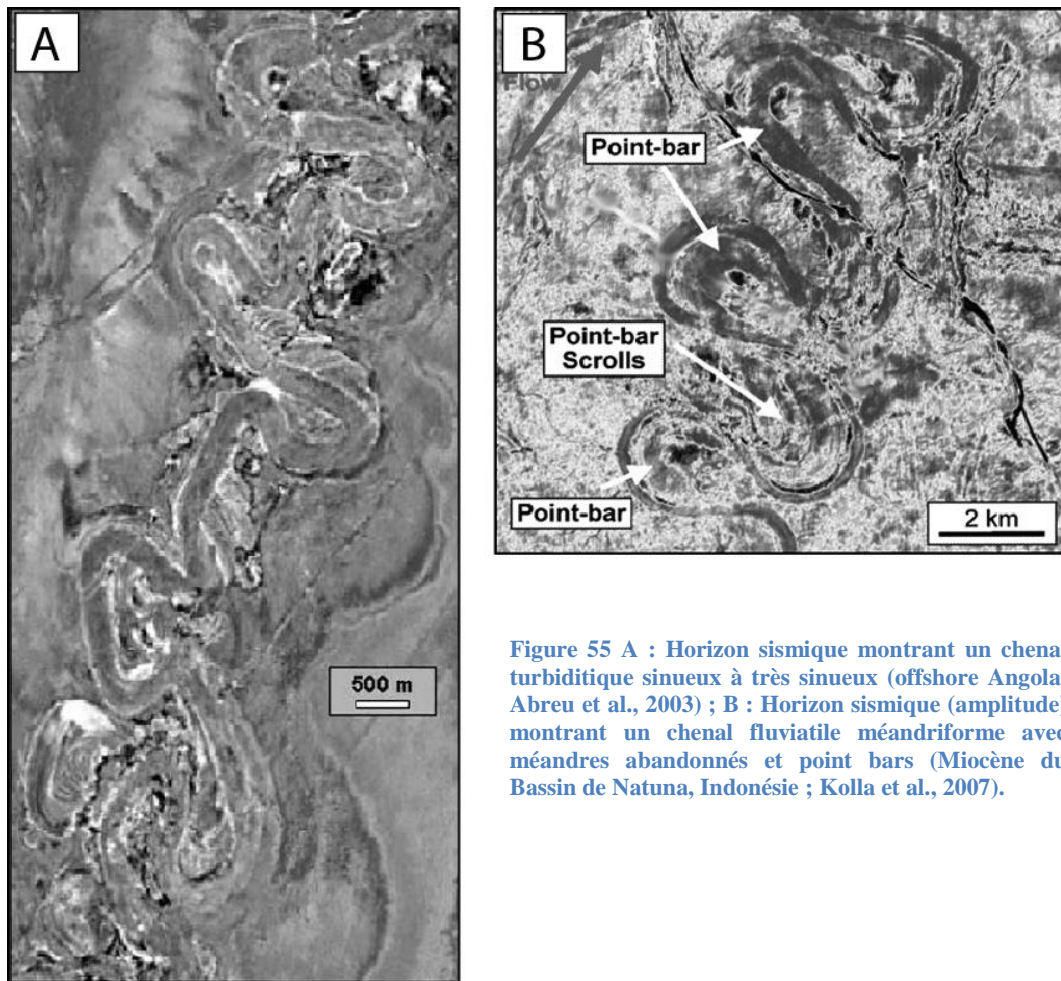 A
B
Flow
Point-bar
Point-bar
Scrolls
Point-bar
2 km
500 m
Figure 55 A : Horizon sismique montrant un chena
turbiditique sinueux à très sinueux (offshore Angola
Abreu et al., 2003) ; B : Horizon sismique (amplitude
montrant un chenal fluviatile méandriforme avec
méandres abandonnés et point bars (Miocène du
Bassin de Natuna, Indonésie ; Kolla et al., 2007).